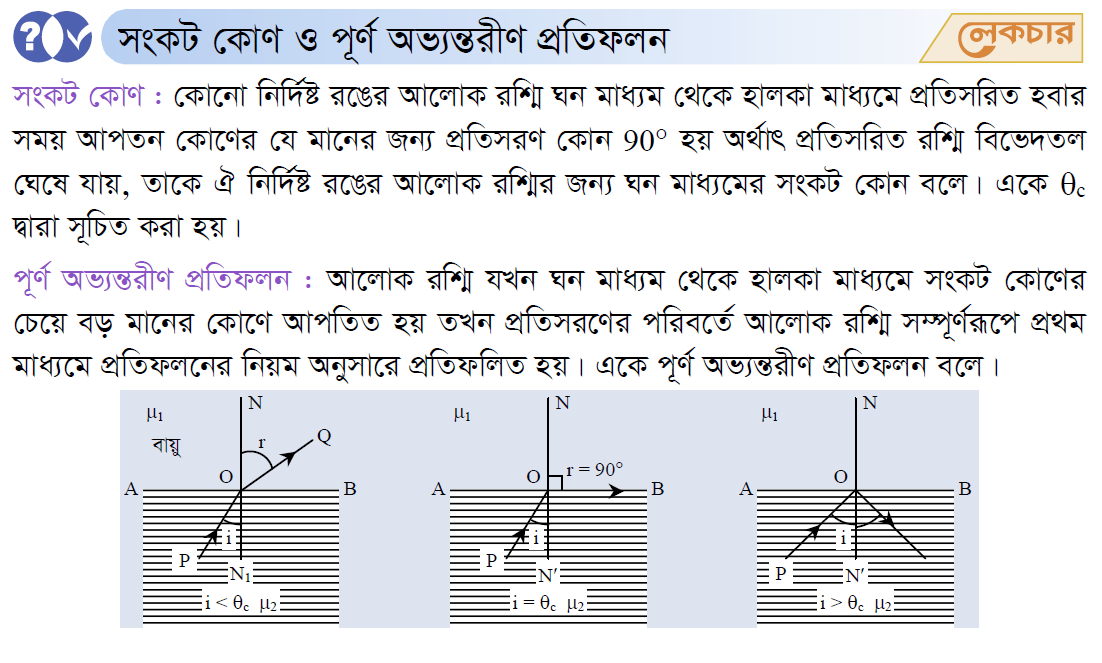 সংকট কোণ ও পূর্ণ অভ্যন্তরীণ প্রতিফলন
লেকচার
সংকট কোণ : কোনো নির্দিষ্ট রঙের আলোক রশ্মি ঘন মাধ্যম থেকে হালকা মাধ্যমে প্রতিসরিত হবার
সময় আপতন কোণের যে মানের জন্য প্রতিসরণ কোন 90° হয় অর্থাৎ প্রতিসরিত রশ্মি বিভেদতল
ঘেষে যায়, তাকে ঐ নির্দিষ্ট রঙের আলোক রশ্মির জন্য ঘন মাধ্যমের সংকট কোন বলে। একে θc
দ্বারা সূচিত করা হয়।
পূর্ণ অভ্যন্তরীণ প্রতিফলন : আলোক রশ্মি যখন ঘন মাধ্যম থেকে হালকা মাধ্যমে সংকট কোণের
চেয়ে বড় মানের কোণে আপতিত হয় তখন প্রতিসরণের পরিবর্তে আলোক রশ্মি সম্পূর্ণরূপে প্রথম
মাধ্যমে প্রতিফলনের নিয়ম অনুসারে প্রতিফলিত হয়। একে পূর্ণ অভ্যন্তরীণ প্রতিফলন বলে।
μ1
N
বায়ু
r
Q
O
A
B
i
P
N1
i < θc μ2
μ1
N
O
r = 90°
A
B
i
P
N′
i = θc μ2
μ1
N
O
A
B
i
P
N′
i > θc μ2